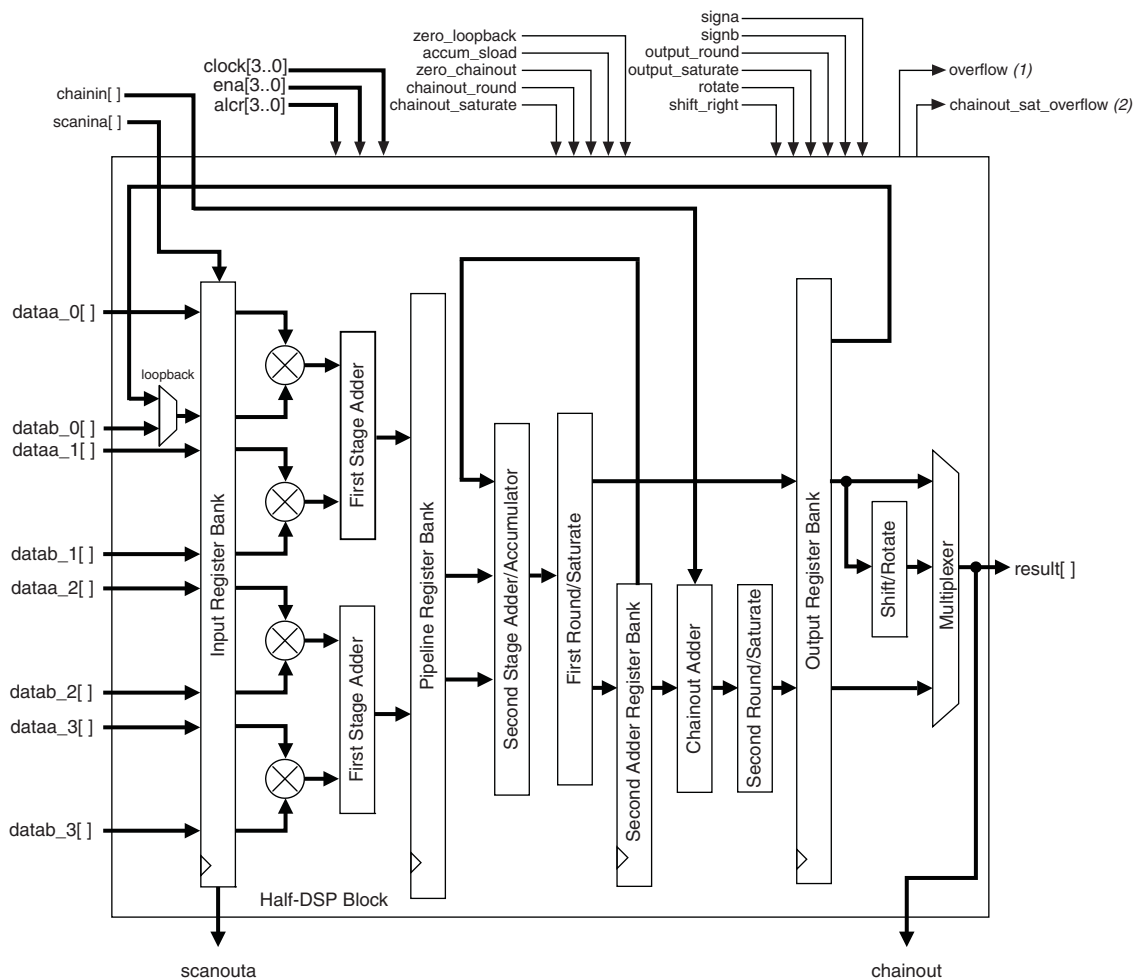 signa
signb
output_round
output_saturate
rotate
shift_right
zero_loopback
accum_sload
zero_chainout
chainout_round
chainout_saturate
clock[3..0]
ena[3..0]
alcr[3..0]
chainin[ ]
scanina[ ]
overflow (1)
chainout_sat_overflow (2)
dataa_0[ ]
loopback
datab_0[ ]
dataa_1[ ]
datab_1[ ]
dataa_2[ ]
datab_2[ ]
dataa_3[ ]
datab_3[ ]
Input Register Bank
First Stage Adder
First Stage Adder
Pipeline Register Bank
Second Stage Adder/Accumulator
First Round/Saturate
Second Adder Register Bank
Chainout Adder
Second Round/Saturate
Output Register Bank
Shift/Rotate
Multiplexer
result[ ]
Half-DSP Block
scanouta
chainout